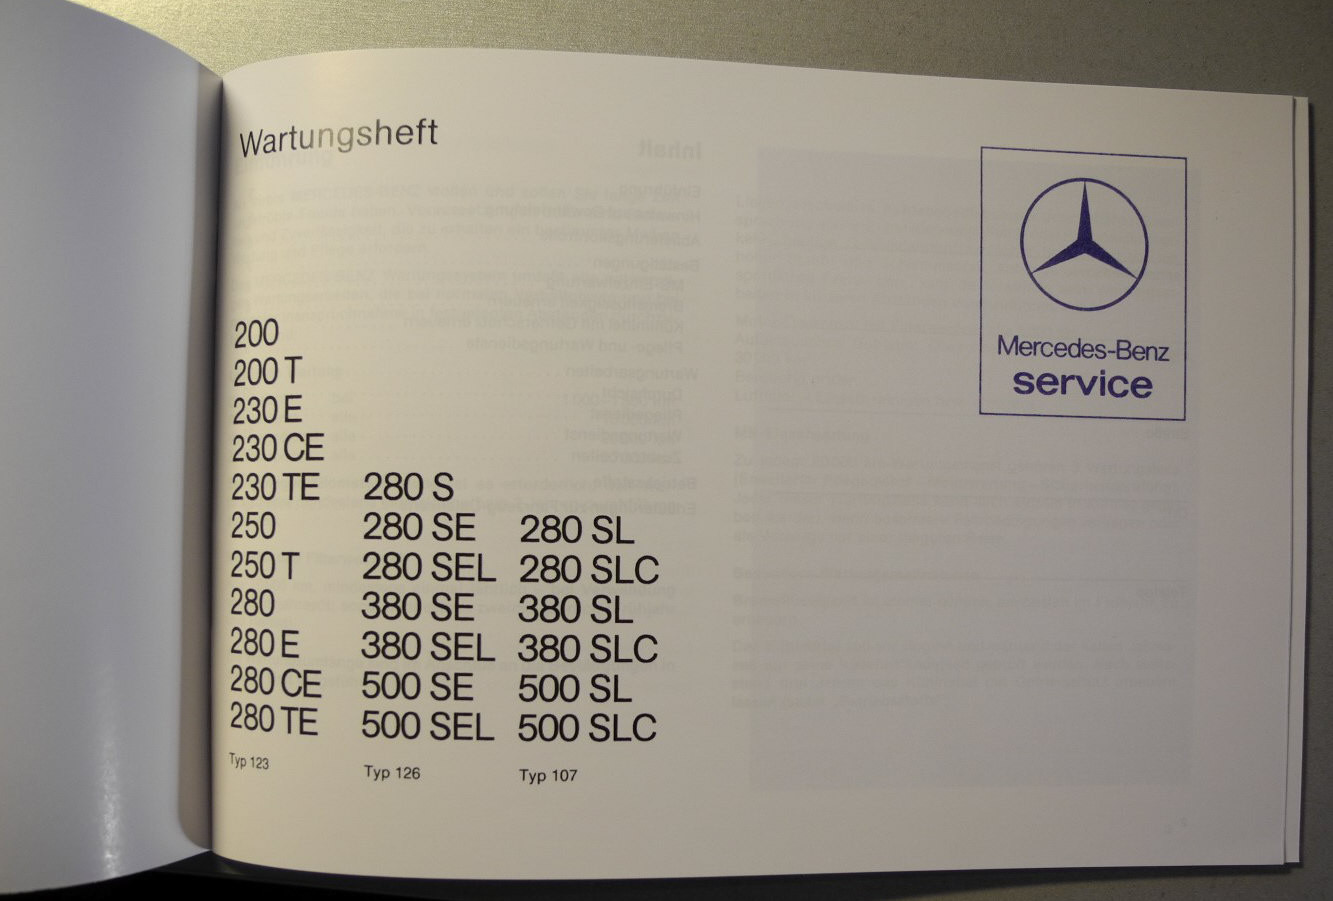 Wartungsheft
Mercedes-Benz
service
200
200 T
230 E
230 CE
230 TE
250
250 T
280
280 E
280 CE
280 TE
Typ 123
280 S
280 SE
280 SEL
380 SE
380 SEL
500 SE
500 SEL
Typ 126
280 SL
280 SLC
380 SL
380 SLC
500 SL
500 SLC
Typ 107